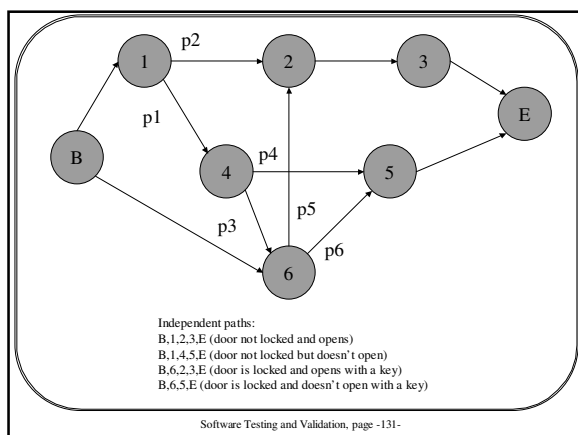 p2
1
2
3
E
p1
B
p4
4
5
p3
p5
p6
6
Independent paths:
B,1,2,3,E (door not locked and opens)
B,1,4,5,E (door not locked but doesn't open)
B,6,2,3,E (door is locked and opens with a key)
B,6,5,E (door is locked and doesn't open with a key)
Software Testing and Validation, page -131-